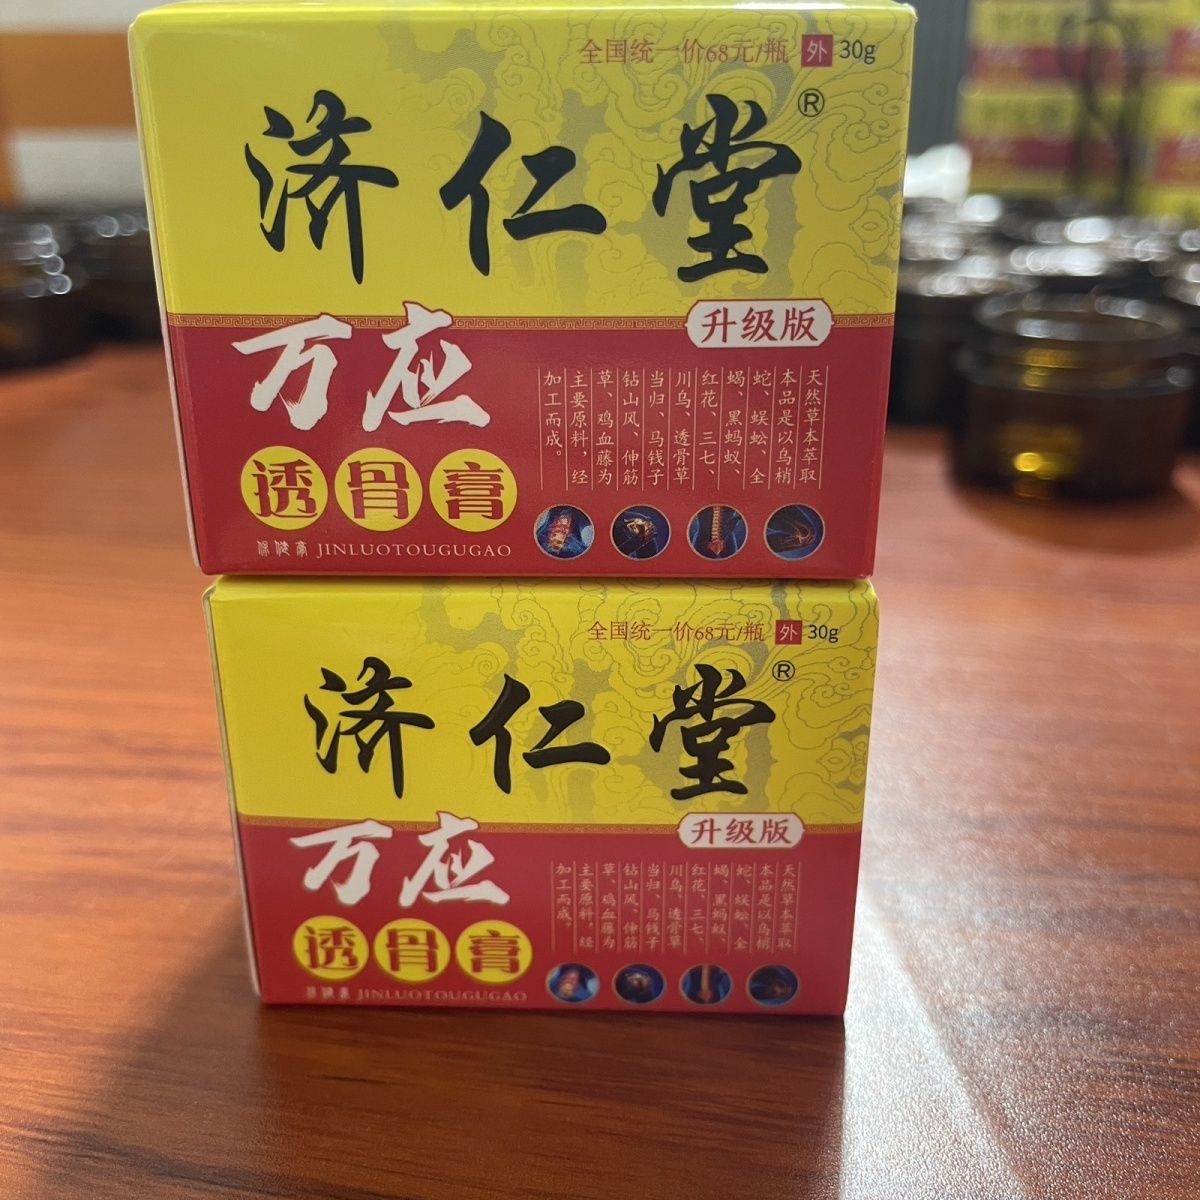 全国统一价68元/瓶 外 30g
济仁堂®
升级版
万应
透骨膏
保健膏 JINLUOTOUGUGAO
天然草本萃取
本品是以乌梢
蛇、蜈蚣、全
蝎、黑蚂蚁、
红花、三七、
川乌、透骨草
当归、马钱子
钻山风、伸筋
草、鸡血藤为
主要原料，经
加工而成。
全国统一价68元/瓶 外 30g
济仁堂®
升级版
万应
透骨膏
JINLUOTOUGUGAO
天然草本萃取
本品是以乌梢
蛇、蜈蚣、全
蝎、黑蚂蚁、
红花、三七、
川乌、透骨草
当归、马钱子
钻山风、伸筋
草、鸡血藤为
主要原料，经
加工而成。